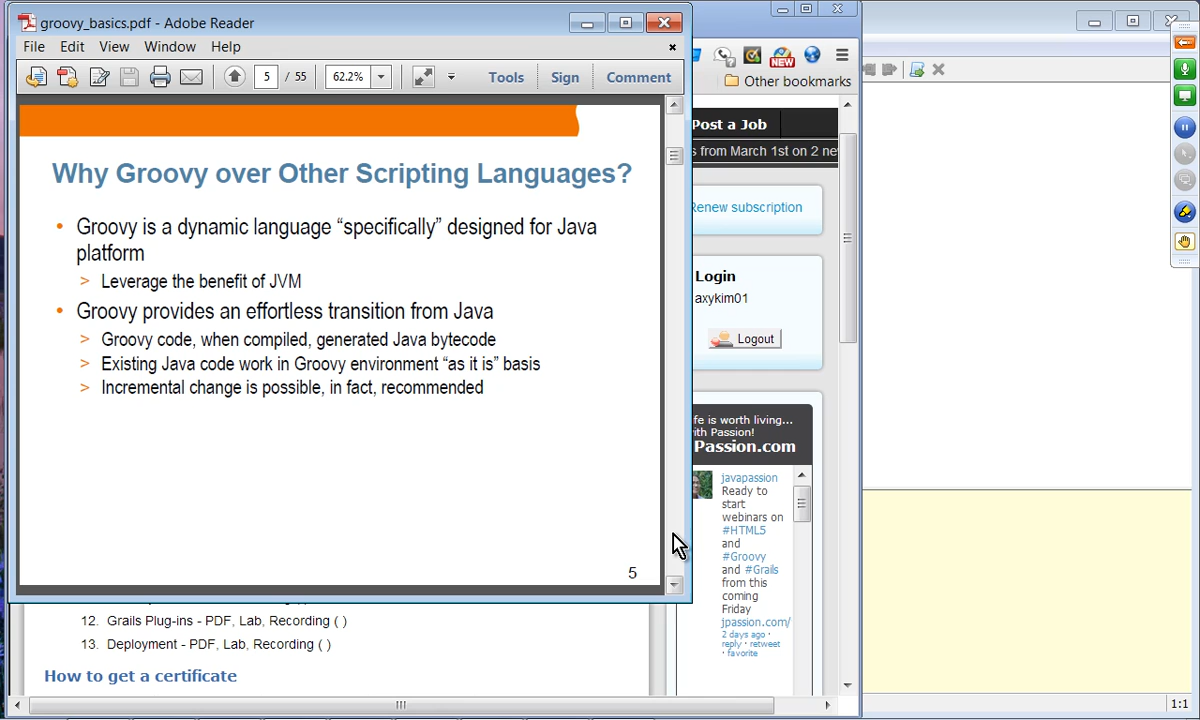 groovy_basics.pdf - Adobe Reader
File Edit View Window Help
5 / 55 62.2% Tools Sign Comment
Why Groovy over Other Scripting Languages?
• Groovy is a dynamic language “specifically” designed for Java
platform
> Leverage the benefit of JVM
• Groovy provides an effortless transition from Java
> Groovy code, when compiled, generated Java bytecode
> Existing Java code work in Groovy environment “as it is” basis
> Incremental change is possible, in fact, recommended
5
12. Grails Plug-ins - PDF, Lab, Recording ( )
13. Deployment - PDF, Lab, Recording ( )
How to get a certificate
NEW
Other bookmarks
Post a Job
s from March 1st on 2 ne
Renew subscription
Login
axykim01
Logout
fe is worth living...
ith Passion!
Passion.com
javapassion
Ready to
start
webinars on
#HTML5
and
#Groovy
and #Grails
from this
coming
Friday
jpassion.com/
2 days ago ·
reply · retweet
· favorite
1:1